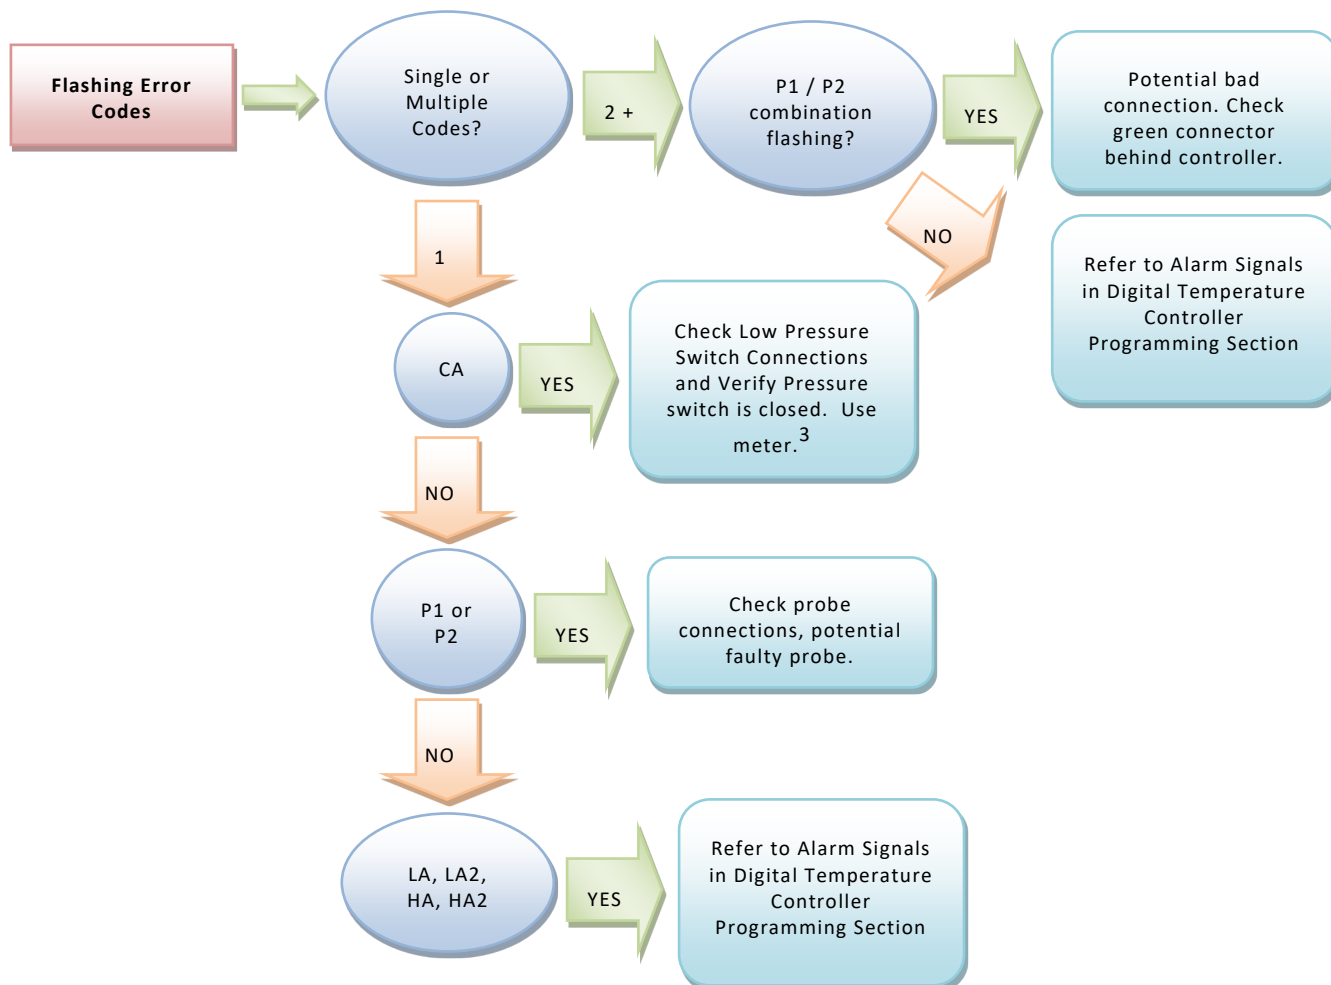 Flashing Error
Codes
Single or
Multiple
Codes?
2 +
P1 / P2
combination
flashing?
YES
Potential bad
connection. Check
green connector
behind controller.
NO
Refer to Alarm Signals
in Digital Temperature
Controller
Programming Section
1
CA
YES
Check Low Pressure
Switch Connections
and Verify Pressure
switch is closed. Use
meter.3
NO
P1 or
P2
YES
Check probe
connections, potential
faulty probe.
NO
LA, LA2,
HA, HA2
YES
Refer to Alarm Signals
in Digital Temperature
Controller
Programming Section